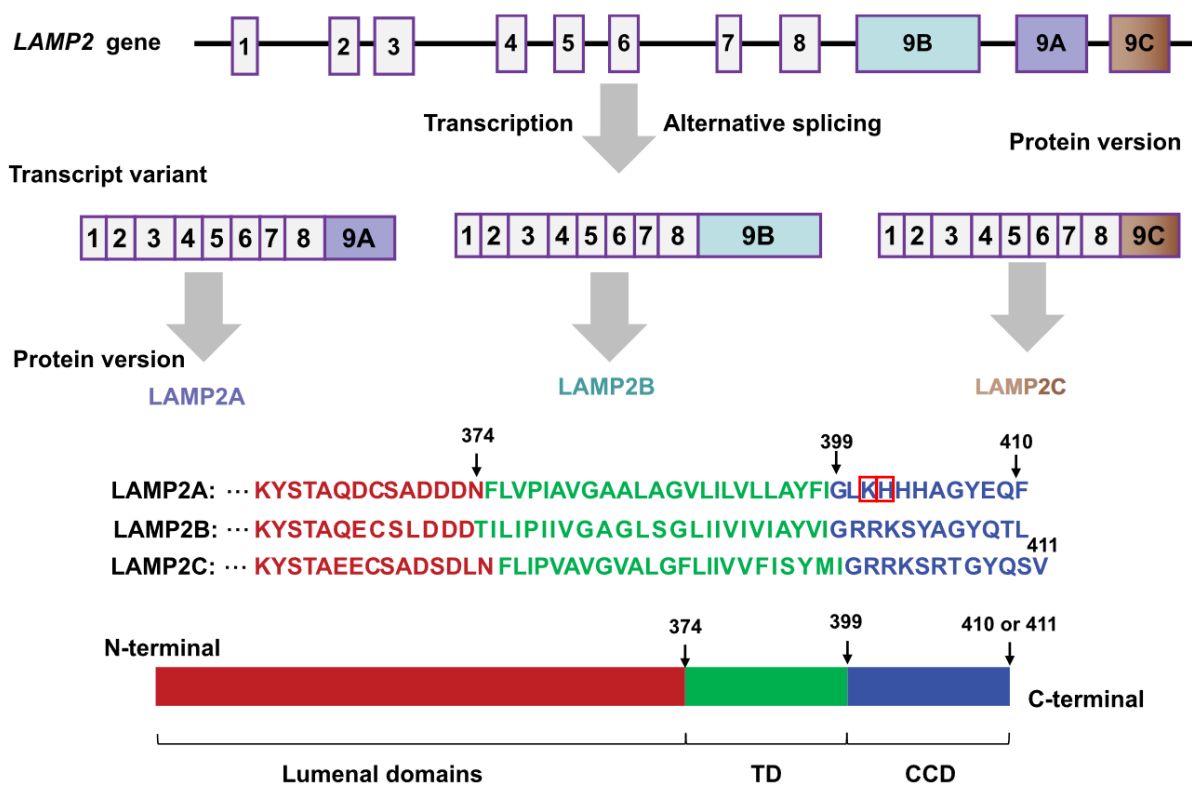 LAMP2 gene
1 2 3 4 5 6 7 8 9B 9A 9C
Transcription Alternative splicing
Protein version
Transcript variant
1 2 3 4 5 6 7 8 9A
1 2 3 4 5 6 7 8 9B
1 2 3 4 5 6 7 8 9C
Protein version
LAMP2A LAMP2B LAMP2C
374 399 410
LAMP2A: ··· KYSTAQDCSADDDNFLVPIAVGAALAGVLILVLLAYFIGLKHHHAGYEQF
LAMP2B: ··· KYSTAQECSLDDDTILIPIIVGAGLSGLIIVIVIAYVIGRRKSYAGYQTL
411
LAMP2C: ··· KYSTAEECSADSDLNFLIPVAVGVALGFLIIVVFISYMIGRRKSRTGYQSV
374 399 410 or 411
N-terminal
C-terminal
Lumenal domains TD CCD